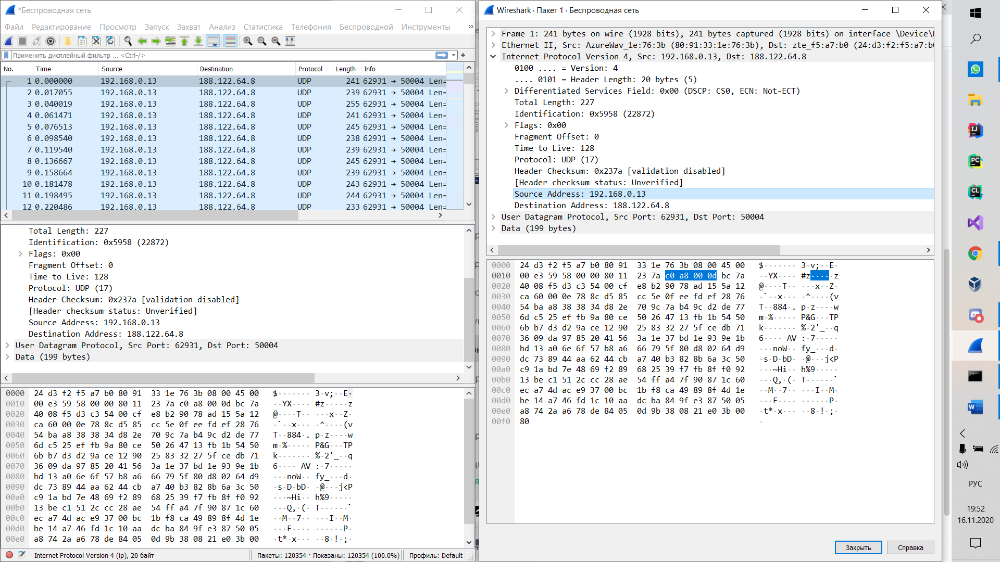 *Беспроводная сеть
Файл Редактирование Просмотр Запуск Захват Анализ Статистика Телефония Беспроводной Инструменты »
Применить дисплейный фильтр ... <Ctrl-/>
No. Time Source Destination Protocol Length Info
1 0.000000 192.168.0.13 188.122.64.8 UDP 241 62931 → 50004 Len=
2 0.017055 192.168.0.13 188.122.64.8 UDP 239 62931 → 50004 Len=
3 0.040019 192.168.0.13 188.122.64.8 UDP 255 62931 → 50004 Len=
4 0.061471 192.168.0.13 188.122.64.8 UDP 241 62931 → 50004 Len=
5 0.076513 192.168.0.13 188.122.64.8 UDP 245 62931 → 50004 Len=
6 0.098540 192.168.0.13 188.122.64.8 UDP 238 62931 → 50004 Len=
7 0.119540 192.168.0.13 188.122.64.8 UDP 239 62931 → 50004 Len=
8 0.136667 192.168.0.13 188.122.64.8 UDP 245 62931 → 50004 Len=
9 0.158664 192.168.0.13 188.122.64.8 UDP 239 62931 → 50004 Len=
10 0.181478 192.168.0.13 188.122.64.8 UDP 243 62931 → 50004 Len=
11 0.198495 192.168.0.13 188.122.64.8 UDP 244 62931 → 50004 Len=
12 0.220486 192.168.0.13 188.122.64.8 UDP 233 62931 → 50004 Len=
Total Length: 227
Identification: 0x5958 (22872)
Flags: 0x00
Fragment Offset: 0
Time to Live: 128
Protocol: UDP (17)
Header Checksum: 0x237a [validation disabled]
[Header checksum status: Unverified]
Source Address: 192.168.0.13
Destination Address: 188.122.64.8
User Datagram Protocol, Src Port: 62931, Dst Port: 50004
Data (199 bytes)
0000 24 d3 f2 f5 a7 b0 80 91 33 1e 76 3b 08 00 45 00 $······· 3·v;··E·
0010 00 e3 59 58 00 00 80 11 23 7a c0 a8 00 0d bc 7a ··YX···· #z·····z
0020 40 08 f5 d3 c3 54 00 cf e8 b2 90 78 ad 15 5a 12 @····T·· ···x··Z·
0030 ca 60 00 0e 78 8c d5 85 cc 5e 0f ee fd ef 28 76 ·`··x··· ·^····(v
0040 54 ba a8 38 38 34 d8 2e 70 9c 7a b4 9c d2 de 77 T··884·. p·z····w
0050 6d c5 25 ef fb 9a 80 ce 50 26 47 13 fb 1b 54 50 m·%····· P&G···TP
0060 6b b7 d3 d2 9a ce 12 90 25 83 32 27 5f ce db 71 k······· %·2'_··q
0070 36 09 da 97 85 20 41 56 3a 1e 37 bd 1e 93 9e 1b 6···· AV :·7·····
0080 bd 13 a0 6e 6f 57 b8 a6 66 79 5f 80 d8 02 64 d9 ···noW·· fy_···d·
0090 dc 73 89 44 aa 62 44 cb a7 40 b3 82 8b 6a 3c 50 ·s·D·bD· ·@···j<P
00a0 c9 1a bd 7e 48 69 f2 89 68 25 39 f7 fb 8f f0 92 ···~Hi·· h%9·····
00b0 13 be c1 51 2c cc 28 ae 54 ff a4 7f 90 87 1c 60 ···Q,·(· T······`
00c0 ec a7 4d ac e9 37 00 bc 1b f8 ca 49 89 8f 4d 1e ··M··7·· ···I··M·
00d0 be 14 a7 46 fd 1c 10 aa dc ba 84 9f e3 87 50 05 ···F···· ······P·
00e0 a8 74 2a a6 78 de 84 05 0d 9b 38 08 21 e0 3b 00 ·t*·x··· ··8·!·;·
Internet Protocol Version 4 (ip), 20 байт Пакеты: 120354 · Показаны: 120354 (100.0%) Профиль: Default
Wireshark · Пакет 1 · Беспроводная сеть
Frame 1: 241 bytes on wire (1928 bits), 241 bytes captured (1928 bits) on interface \Device\
Ethernet II, Src: AzureWav_1e:76:3b (80:91:33:1e:76:3b), Dst: zte_f5:a7:b0 (24:d3:f2:f5:a7:b0
Internet Protocol Version 4, Src: 192.168.0.13, Dst: 188.122.64.8
0100 .... = Version: 4
.... 0101 = Header Length: 20 bytes (5)
Differentiated Services Field: 0x00 (DSCP: CS0, ECN: Not-ECT)
Total Length: 227
Identification: 0x5958 (22872)
Flags: 0x00
Fragment Offset: 0
Time to Live: 128
Protocol: UDP (17)
Header Checksum: 0x237a [validation disabled]
[Header checksum status: Unverified]
Source Address: 192.168.0.13
Destination Address: 188.122.64.8
User Datagram Protocol, Src Port: 62931, Dst Port: 50004
Data (199 bytes)
0000 24 d3 f2 f5 a7 b0 80 91 33 1e 76 3b 08 00 45 00 $······· 3·v;··E·
0010 00 e3 59 58 00 00 80 11 23 7a c0 a8 00 0d bc 7a ··YX···· #z·····z
0020 40 08 f5 d3 c3 54 00 cf e8 b2 90 78 ad 15 5a 12 @····T·· ···x··Z·
0030 ca 60 00 0e 78 8c d5 85 cc 5e 0f ee fd ef 28 76 ·`··x··· ·^····(v
0040 54 ba a8 38 38 34 d8 2e 70 9c 7a b4 9c d2 de 77 T··884·. p·z····w
0050 6d c5 25 ef fb 9a 80 ce 50 26 47 13 fb 1b 54 50 m·%····· P&G···TP
0060 6b b7 d3 d2 9a ce 12 90 25 83 32 27 5f ce db 71 k······· %·2'_··q
0070 36 09 da 97 85 20 41 56 3a 1e 37 bd 1e 93 9e 1b 6···· AV :·7·····
0080 bd 13 a0 6e 6f 57 b8 a6 66 79 5f 80 d8 02 64 d9 ···noW·· fy_···d·
0090 dc 73 89 44 aa 62 44 cb a7 40 b3 82 8b 6a 3c 50 ·s·D·bD· ·@···j<P
00a0 c9 1a bd 7e 48 69 f2 89 68 25 39 f7 fb 8f f0 92 ···~Hi·· h%9·····
00b0 13 be c1 51 2c cc 28 ae 54 ff a4 7f 90 87 1c 60 ···Q,·(· T······`
00c0 ec a7 4d ac e9 37 00 bc 1b f8 ca 49 89 8f 4d 1e ··M··7·· ···I··M·
00d0 be 14 a7 46 fd 1c 10 aa dc ba 84 9f e3 87 50 05 ···F···· ······P·
00e0 a8 74 2a a6 78 de 84 05 0d 9b 38 08 21 e0 3b 00 ·t*·x··· ··8·!·;·
00f0 80 ·
Закрыть Справка
РУС
19:52
16.11.2020